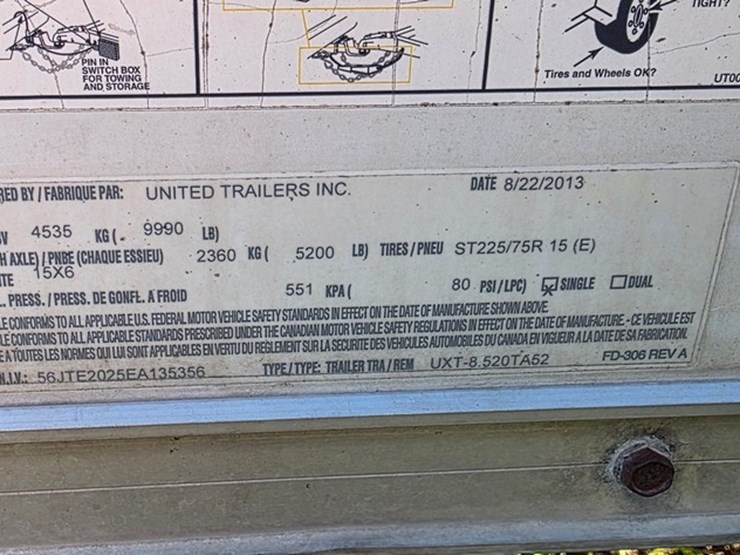 PIN IN
SWITCH BOX
FOR TOWING
AND STORAGE
TIGHT?
Tires and Wheels OK?
UT00
RED BY / FABRIQUE PAR: UNITED TRAILERS INC. DATE 8/22/2013
V 4535 KG ( 9990 LB)
H AXLE) / PNBE (CHAQUE ESSIEU) 2360 KG ( 5200 LB) TIRES / PNEU ST225/75R 15 (E)
TE 15X6
. PRESS. / PRESS. DE GONFL. A FROID 551 KPA ( 80 PSI / LPC) SINGLE DUAL
LE CONFORMS TO ALL APPLICABLE U.S. FEDERAL MOTOR VEHICLE SAFETY STANDARDS IN EFFECT ON THE DATE OF MANUFACTURE SHOWN ABOVE.
LE CONFORMS TO ALL APPLICABLE STANDARDS PRESCRIBED UNDER THE CANADIAN MOTOR VEHICLE SAFETY REGULATIONS IN EFFECT ON THE DATE OF MANUFACTURE. - CE VEHICULE EST
E A TOUTES LES NORMES QUI LUI SONT APPLICABLES EN VERTU DU REGLEMENT SUR LA SECURITE DES VEHICULES AUTOMOBILES DU CANADA EN VIGUEUR A LA DATE DE SA FABRICATION.
N.I.V.: 56JTE2025EA135356 TYPE / TYPE: TRAILER TRA / REM UXT-8.520TA52 FD-306 REV A